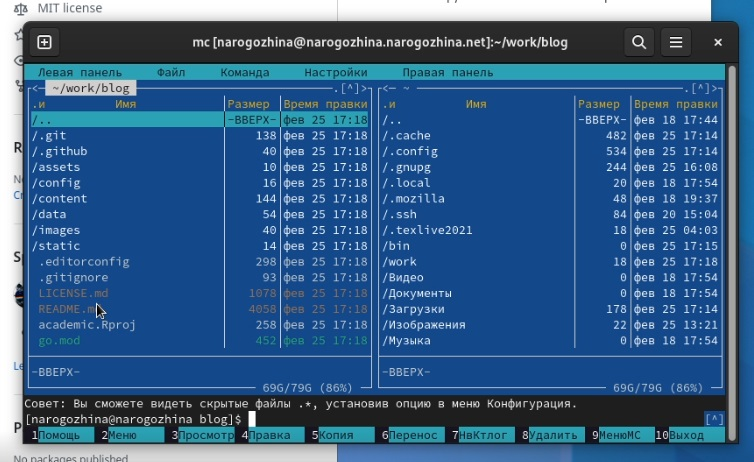 MIT license
mc [narogozhina@narogozhina.narogozhina.net]:~/work/blog
Левая панель Файл Команда Настройки Правая панель
~/work/blog .[^]> <— ~ .[^]>
.и Имя Размер Время правки .и Имя Размер Время правки
/.. -ВВЕРХ- фев 25 17:18 /.. -ВВЕРХ- фев 18 17:44
/.git 138 фев 25 17:18 /.cache 482 фев 25 17:14
/.github 40 фев 25 17:18 /.config 534 фев 25 17:14
/assets 10 фев 25 17:18 /.gnupg 244 фев 25 16:08
/config 16 фев 25 17:18 /.local 20 фев 18 17:54
/content 144 фев 25 17:18 /.mozilla 48 фев 18 19:37
/data 54 фев 25 17:18 /.ssh 84 фев 20 15:04
/images 40 фев 25 17:18 /.texlive2021 18 фев 25 04:03
/static 14 фев 25 17:18 /bin 0 фев 25 17:15
.editorconfig 298 фев 25 17:18 /work 18 фев 25 17:18
.gitignore 93 фев 25 17:18 /Видео 0 фев 18 17:54
LICENSE.md 1078 фев 25 17:18 /Документы 0 фев 18 17:54
README.m 4058 фев 25 17:18 /Загрузки 178 фев 25 17:14
academic.Rproj 258 фев 25 17:18 /Изображения 22 фев 25 13:21
go.mod 452 фев 25 17:18 /Музыка 0 фев 18 17:54
-ВВЕРХ- -ВВЕРХ-
69G/79G (86%) 69G/79G (86%)
Совет: Вы сможете видеть скрытые файлы .*, установив опцию в меню Конфигурация.
[narogozhina@narogozhina blog]$ [^]
1Помощь 2Меню 3Просмотр 4Правка 5Копия 6Перенос 7НвКтлог 8Удалить 9МенюМС 10Выход
No packages published